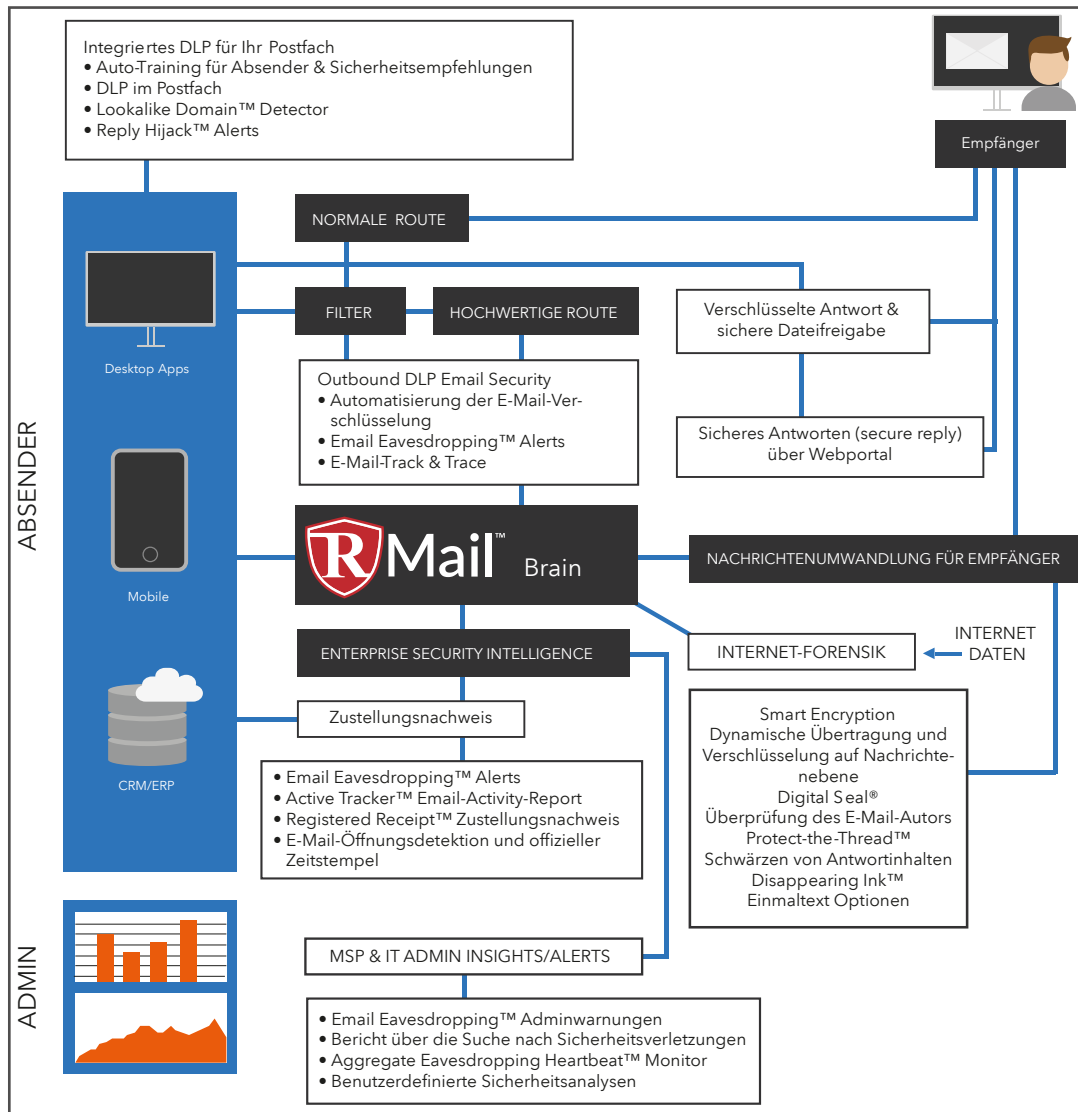 Integriertes DLP für Ihr Postfach
• Auto-Training für Absender & Sicherheitsempfehlungen
• DLP im Postfach
• Lookalike Domain™ Detector
• Reply Hijack™ Alerts
Empfänger
NORMALE ROUTE
FILTER
HOCHWERTIGE ROUTE
Verschlüsselte Antwort &
sichere Dateifreigabe
Desktop Apps
Outbound DLP Email Security
• Automatisierung der E-Mail-Ver-
schlüsselung
• Email Eavesdropping™ Alerts
• E-Mail-Track & Trace
Sicheres Antworten (secure reply)
über Webportal
ABSENDER
RMail™ Brain
NACHRICHTENUMWANDLUNG FÜR EMPFÄNGER
Mobile
ENTERPRISE SECURITY INTELLIGENCE
INTERNET-FORENSIK
INTERNET
DATEN
Zustellungsnachweis
CRM/ERP
• Email Eavesdropping™ Alerts
• Active Tracker™ Email-Activity-Report
• Registered Receipt™ Zustellungsnachweis
• E-Mail-Öffnungsdetektion und offizieller
Zeitstempel
Smart Encryption
Dynamische Übertragung und
Verschlüsselung auf Nachrichte-
nebene
Digital Seal®
Überprüfung des E-Mail-Autors
Protect-the-Thread™
Schwärzen von Antwortinhalten
Disappearing Ink™
Einmaltext Optionen
ADMIN
MSP & IT ADMIN INSIGHTS/ALERTS
• Email Eavesdropping™ Adminwarnungen
• Bericht über die Suche nach Sicherheitsverletzungen
• Aggregate Eavesdropping Heartbeat™ Monitor
• Benutzerdefinierte Sicherheitsanalysen